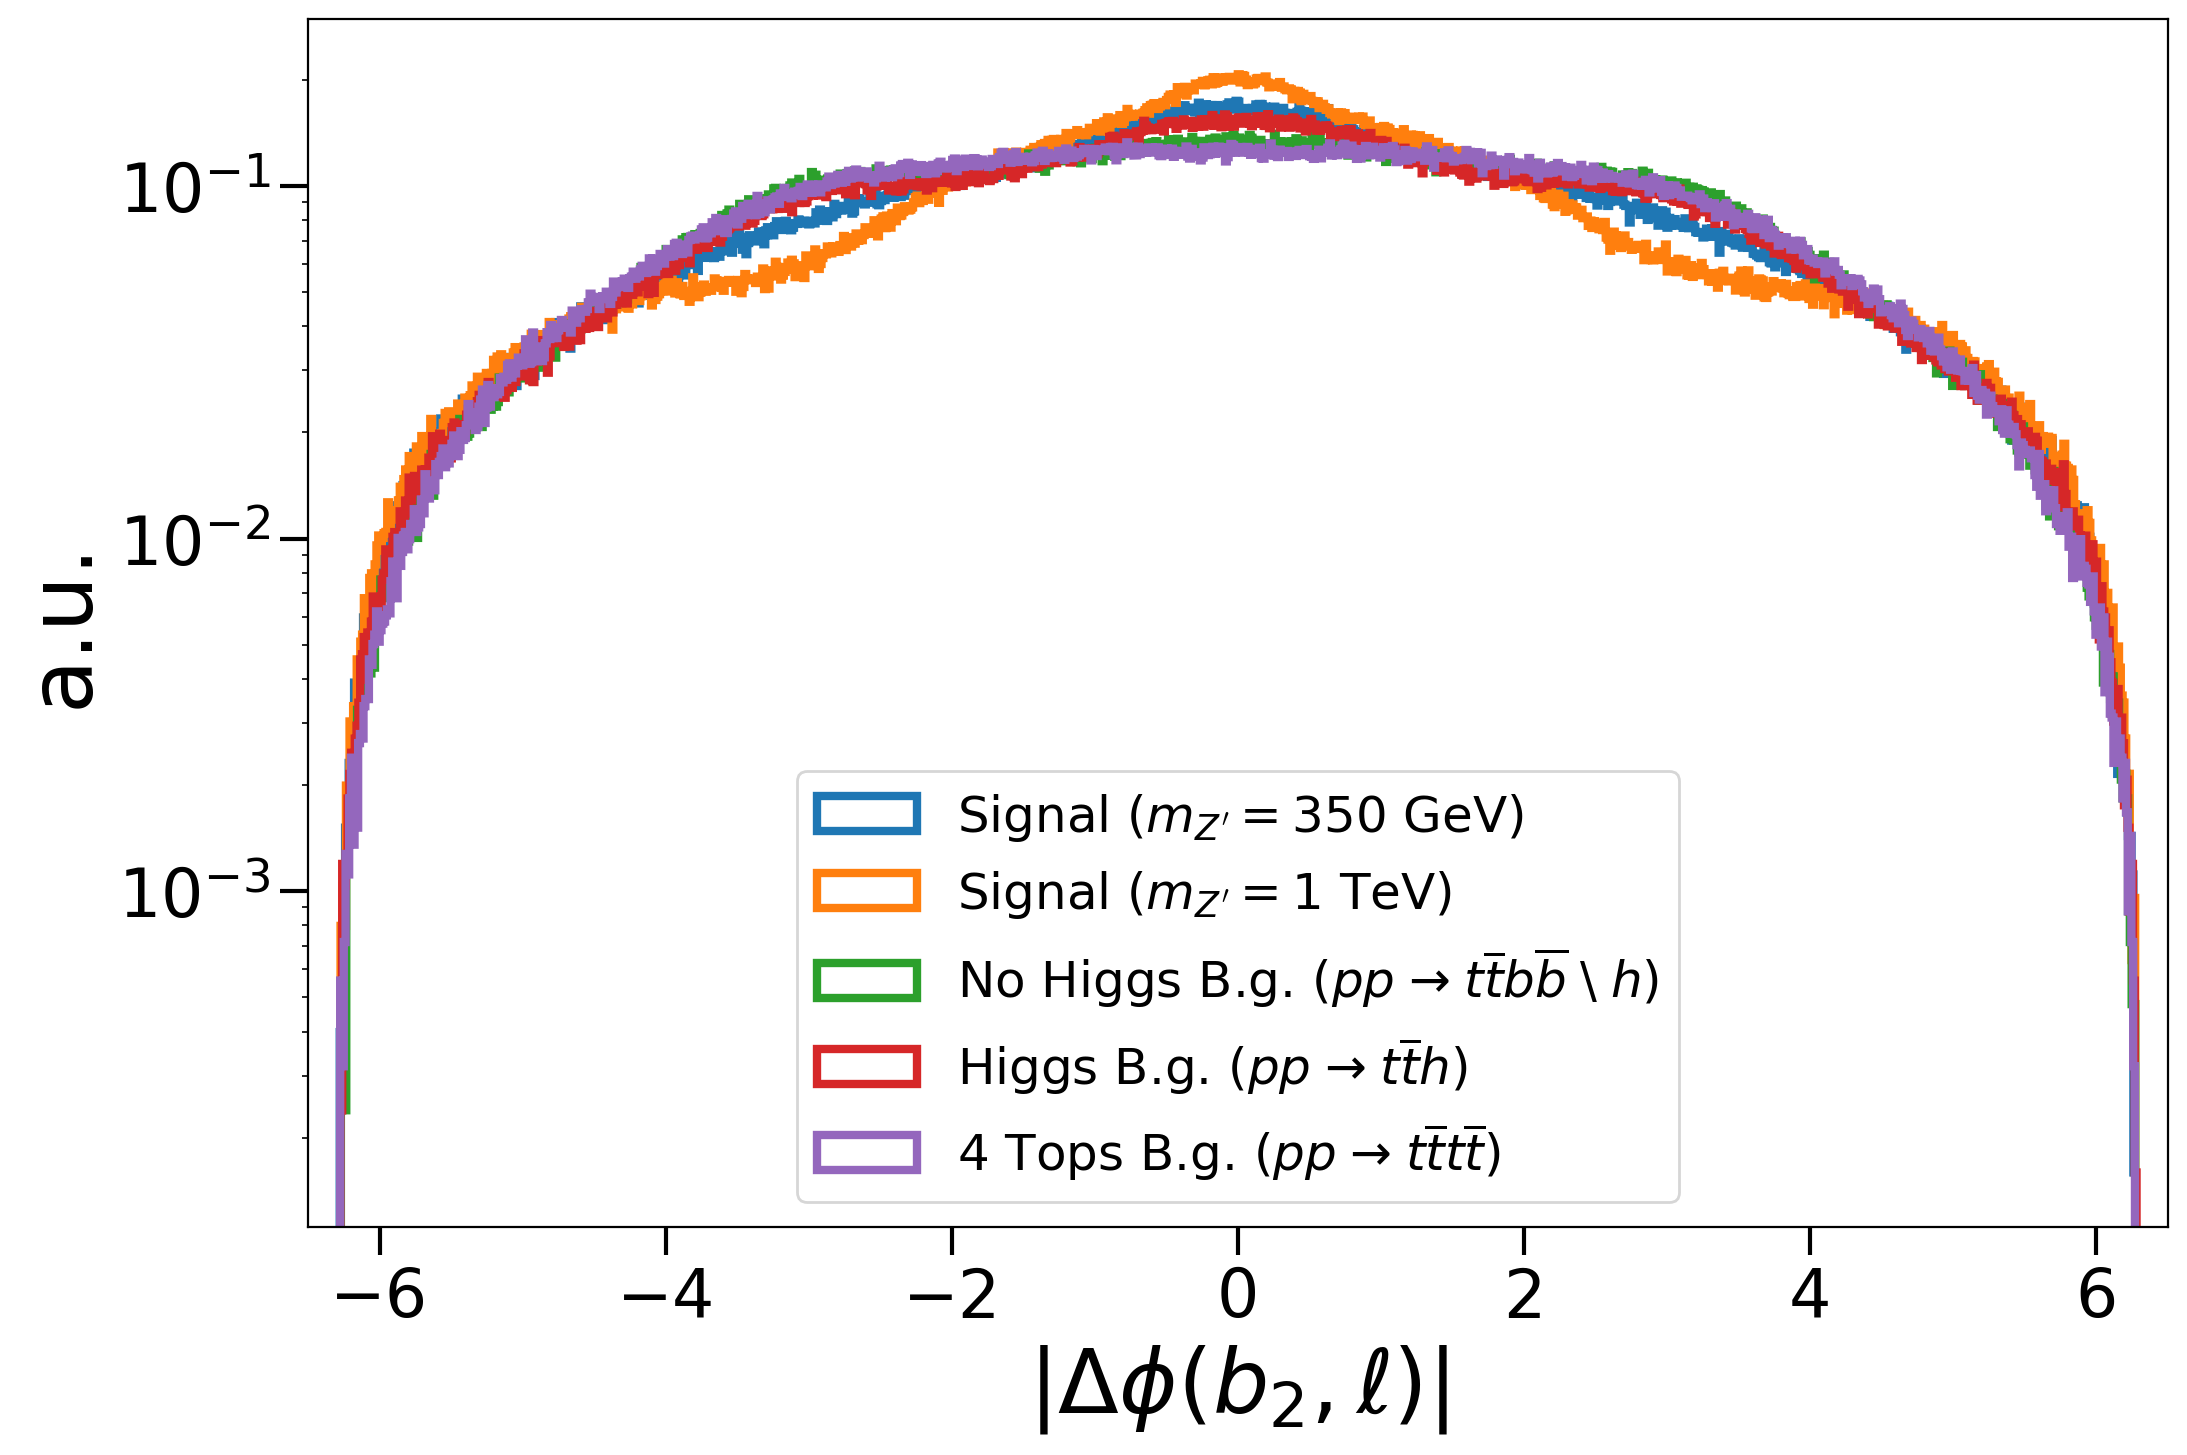 a.u.
10⁻¹
10⁻²
10⁻³
Signal (m_{Z′} = 350 GeV)
Signal (m_{Z′} = 1 TeV)
No Higgs B.g. (pp → tt̅bb̅ \ h)
Higgs B.g. (pp → tt̅h)
4 Tops B.g. (pp → tt̅tt̅)
−6 −4 −2 0 2 4 6
|Δϕ(b₂, ℓ)|